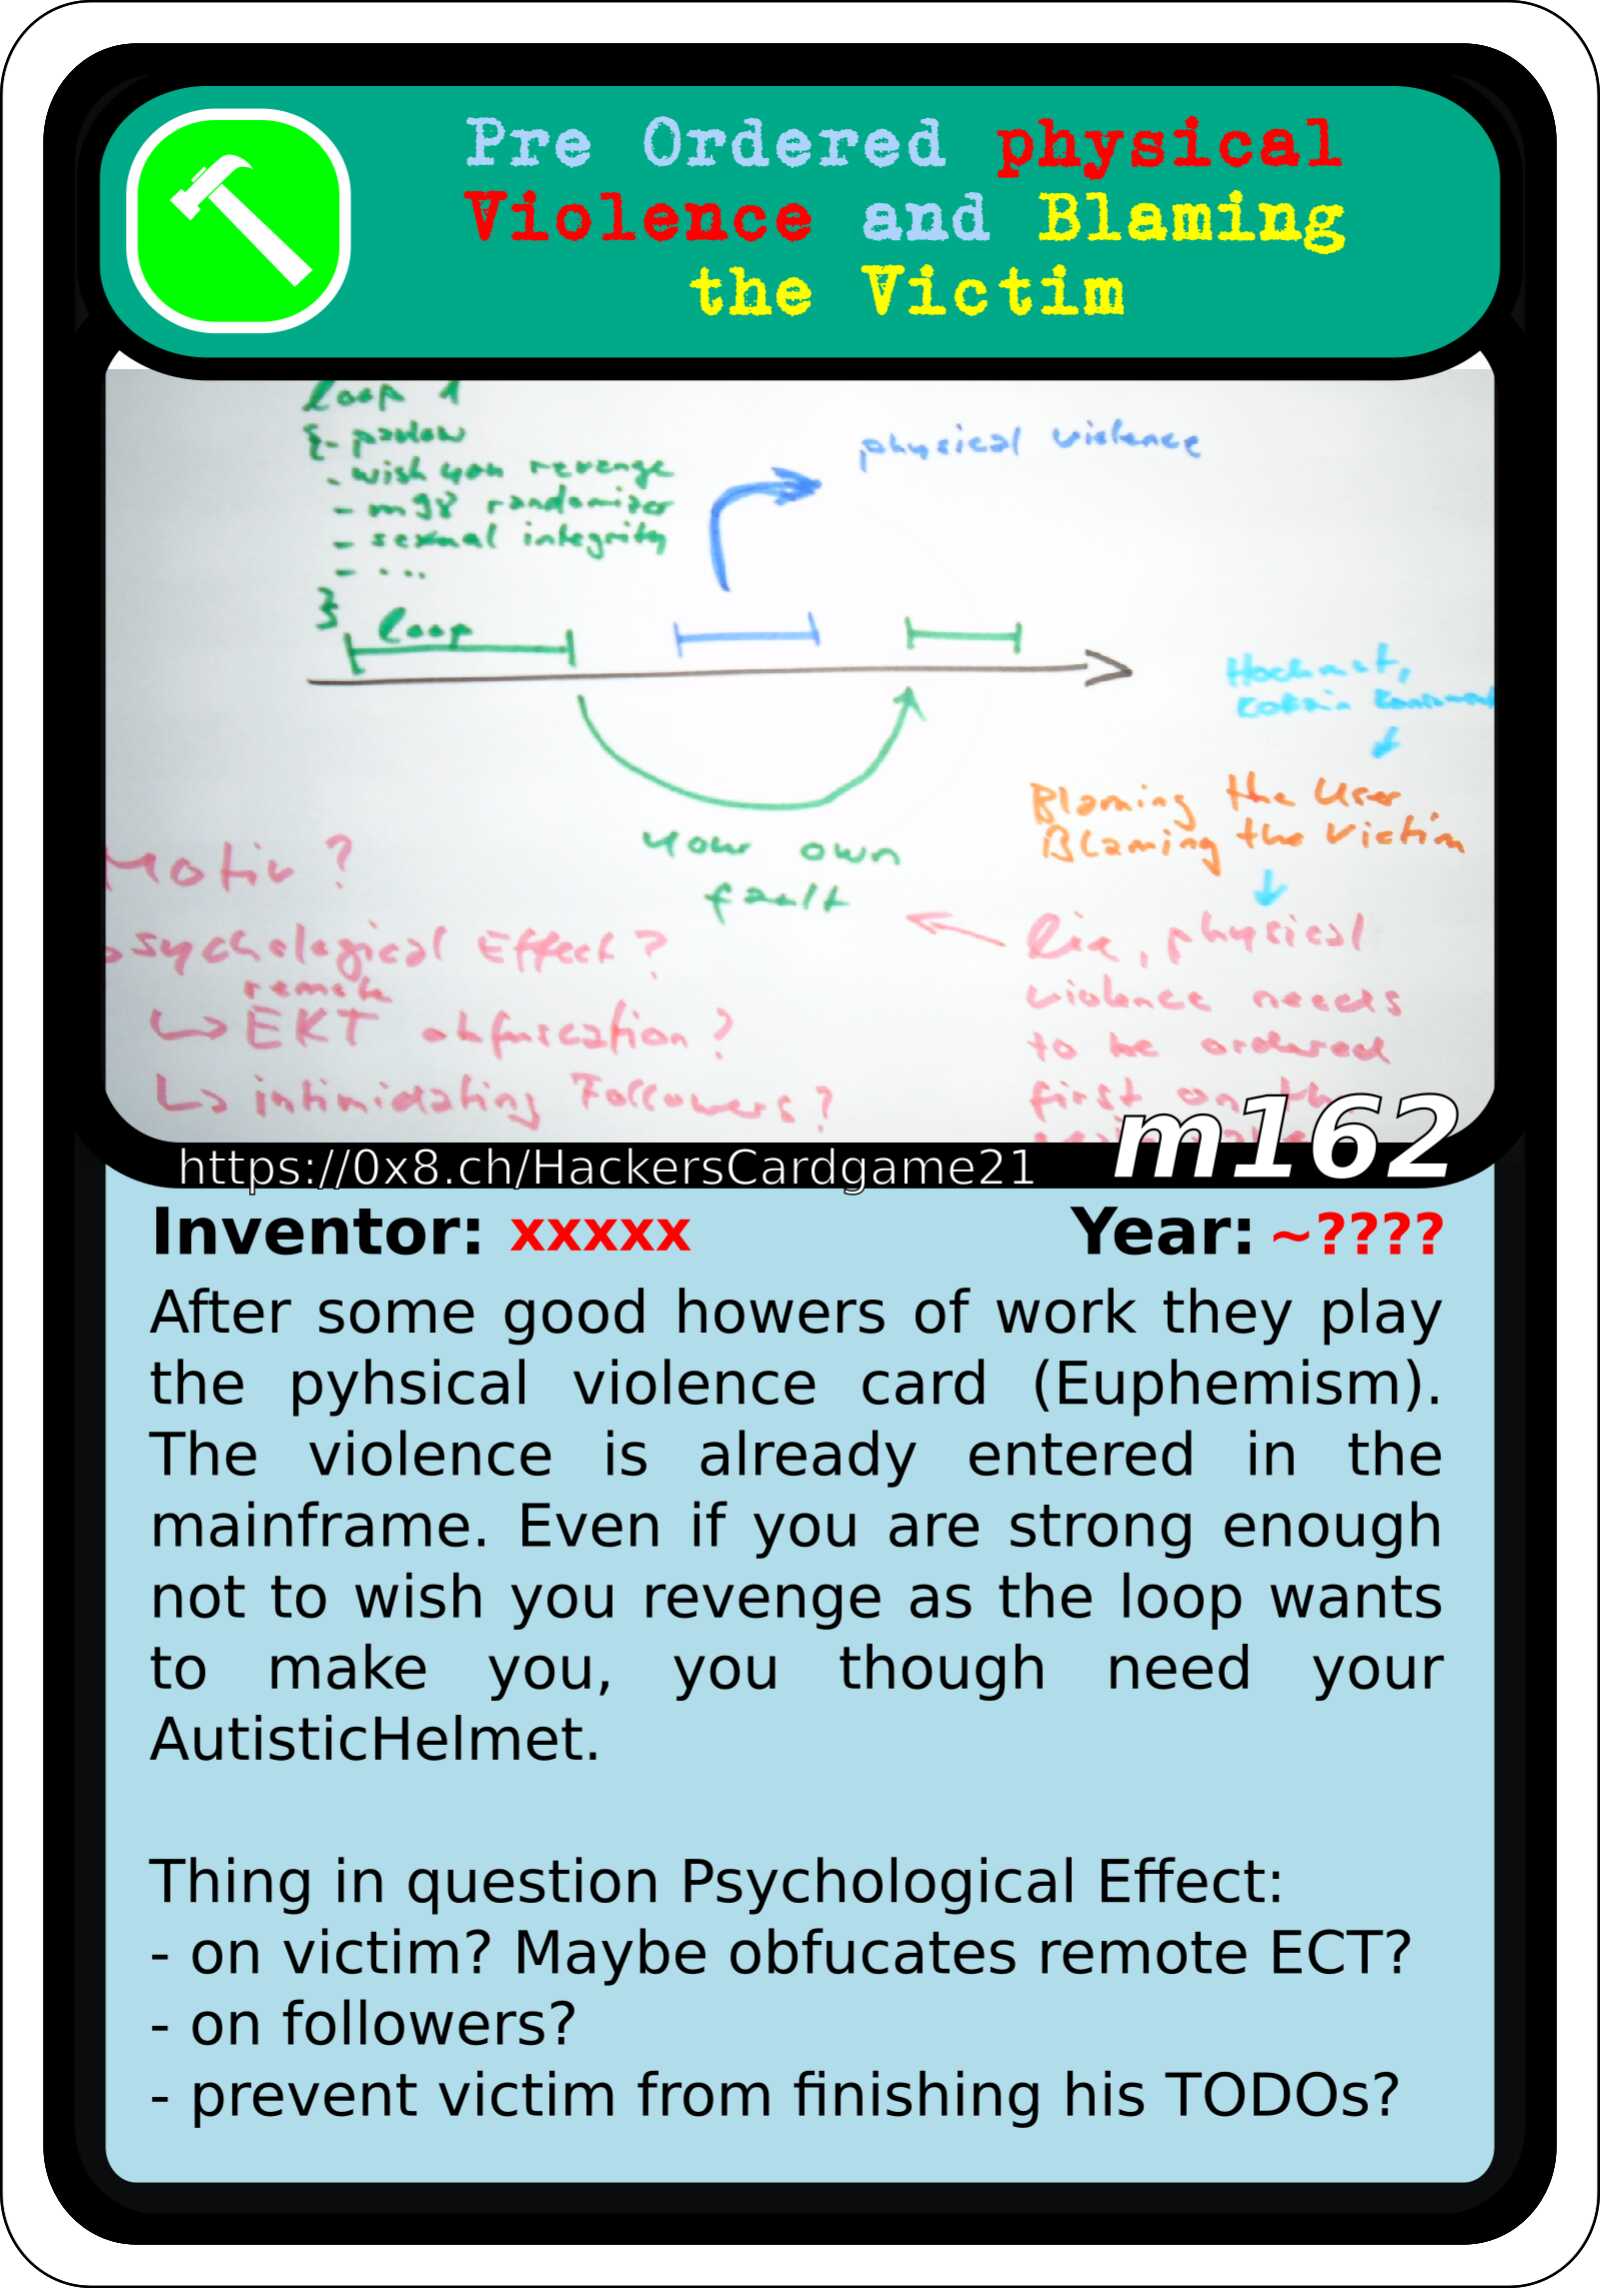 Pre Ordered physical
Violence and Blaming
the Victim
loop 1
{- pavlow
- wish you revenge
- m98 randomizer
- sexual integrity
- ...
}
loop
physical violence
Hochmut,
Kokain
Blaming the User
Blaming the Victim
your own
fault
Motiv ?
psychological Effect ?
remote
EKT obfuscation ?
intimidating Followers ?
lie, physical
violence needs
to be ordered
first on
m162
https://0x8.ch/HackersCardgame21
Inventor: xxxxx
Year: ~????
After some good howers of work they play
the pyhsical violence card (Euphemism).
The violence is already entered in the
mainframe. Even if you are strong enough
not to wish you revenge as the loop wants
to make you, you though need your
AutisticHelmet.
Thing in question Psychological Effect:
- on victim? Maybe obfucates remote ECT?
- on followers?
- prevent victim from finishing his TODOs?